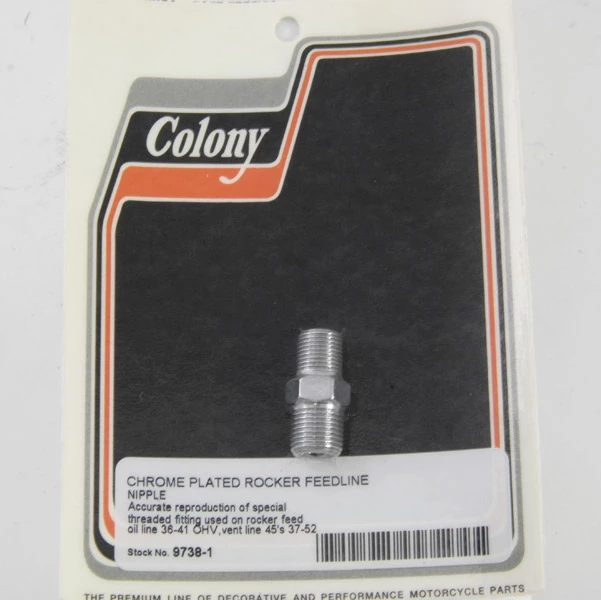 Colony
CHROME PLATED ROCKER FEEDLINE
NIPPLE
Accurate reproduction of special
threaded fitting used on rocker feed
oil line 36-41 OHV,vent line 45's 37-52
Stock No. 9738-1
THE PREMIUM LINE OF DECORATIVE AND PERFORMANCE MOTORCYCLE PARTS